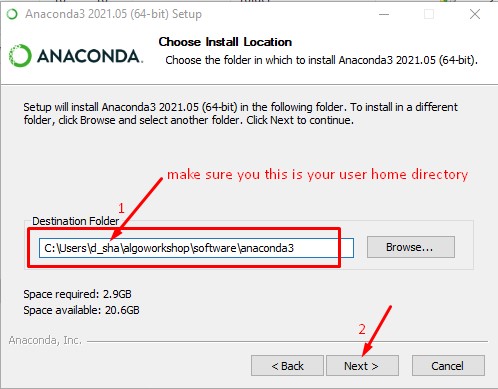 Anaconda3 2021.05 (64-bit) Setup
ANACONDA.
Choose Install Location
Choose the folder in which to install Anaconda3 2021.05 (64-bit).
Setup will install Anaconda3 2021.05 (64-bit) in the following folder. To install in a different
folder, click Browse and select another folder. Click Next to continue.
make sure you this is your user home directory
1
Destination Folder
C:\Users\d_sha\algoworkshop\software\anaconda3
Browse...
Space required: 2.9GB
Space available: 20.6GB
2
Anaconda, Inc.
< Back
Next >
Cancel